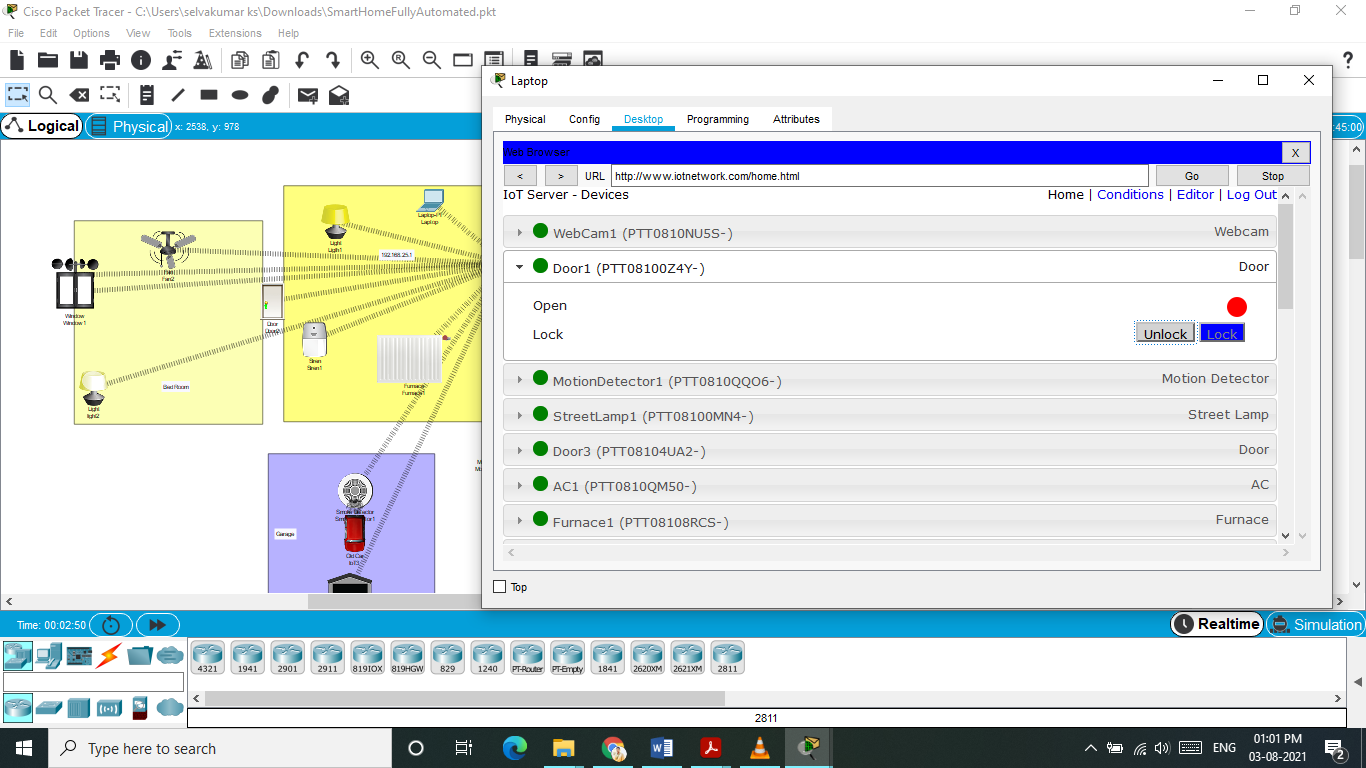 Cisco Packet Tracer - C:\Users\selvakumar ks\Downloads\SmartHomeFullyAutomated.pkt
File Edit Options View Tools Extensions Help
Logical Physical x: 2538, y: 978
:45:00
Laptop
Physical Config Desktop Programming Attributes
Web Browser X
< > URL http://www.iotnetwork.com/home.html Go Stop
IoT Server - Devices Home | Conditions | Editor | Log Out
WebCam1 (PTT0810NU5S-) Webcam
Door1 (PTT08100Z4Y-) Door
Open
Lock Unlock Lock
MotionDetector1 (PTT0810QQO6-) Motion Detector
StreetLamp1 (PTT08100MN4-) Street Lamp
Door3 (PTT08104UA2-) Door
AC1 (PTT0810QM50-) AC
Furnace1 (PTT08108RCS-) Furnace
Top
Laptop
Light
192.168.25.1
Fan2
Window
Window 1
Door
Siren
Siren1
Furnace
Furnace1
Bed Room
Light
light2
Garage
Old Car
Time: 00:02:50
Realtime Simulation
4321 1941 2901 2911 819IOX 819HGW 829 1240 PT-Router PT-Empty 1841 2620XM 2621XM 2811
2811
Type here to search
ENG
01:01 PM
03-08-2021
2